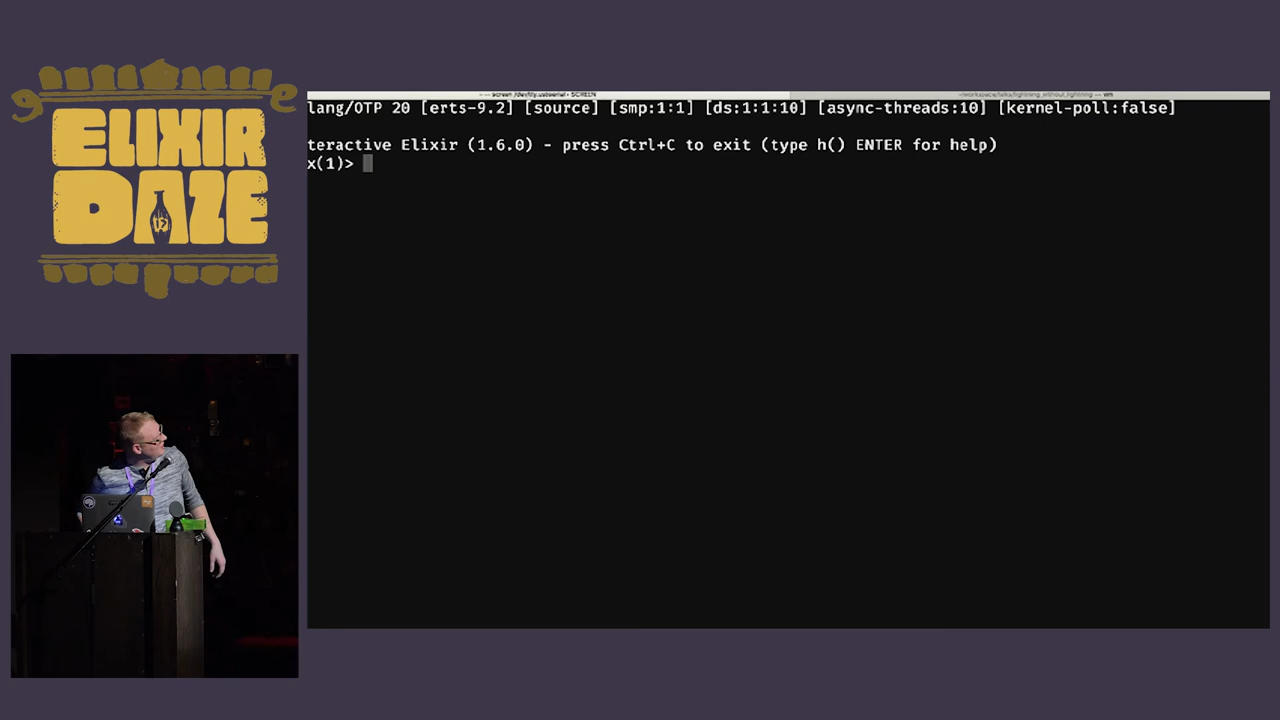 ELIXIR
DAZE
lang/OTP 20 [erts-9.2] [source] [smp:1:1] [ds:1:1:10] [async-threads:10] [kernel-poll:false]
teractive Elixir (1.6.0) - press Ctrl+C to exit (type h() ENTER for help)
x(1)>